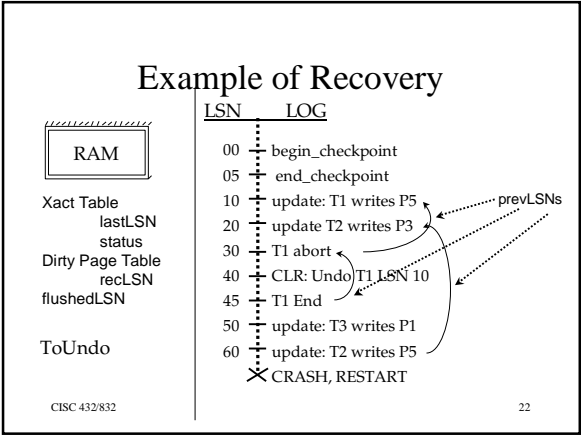 Example of Recovery
LSN LOG
RAM
Xact Table
lastLSN
status
Dirty Page Table
recLSN
flushedLSN
ToUndo
00 begin_checkpoint
05 end_checkpoint
10 update: T1 writes P5
20 update T2 writes P3
30 T1 abort
40 CLR: Undo T1 LSN 10
45 T1 End
50 update: T3 writes P1
60 update: T2 writes P5
CRASH, RESTART
prevLSNs
CISC 432/832
22